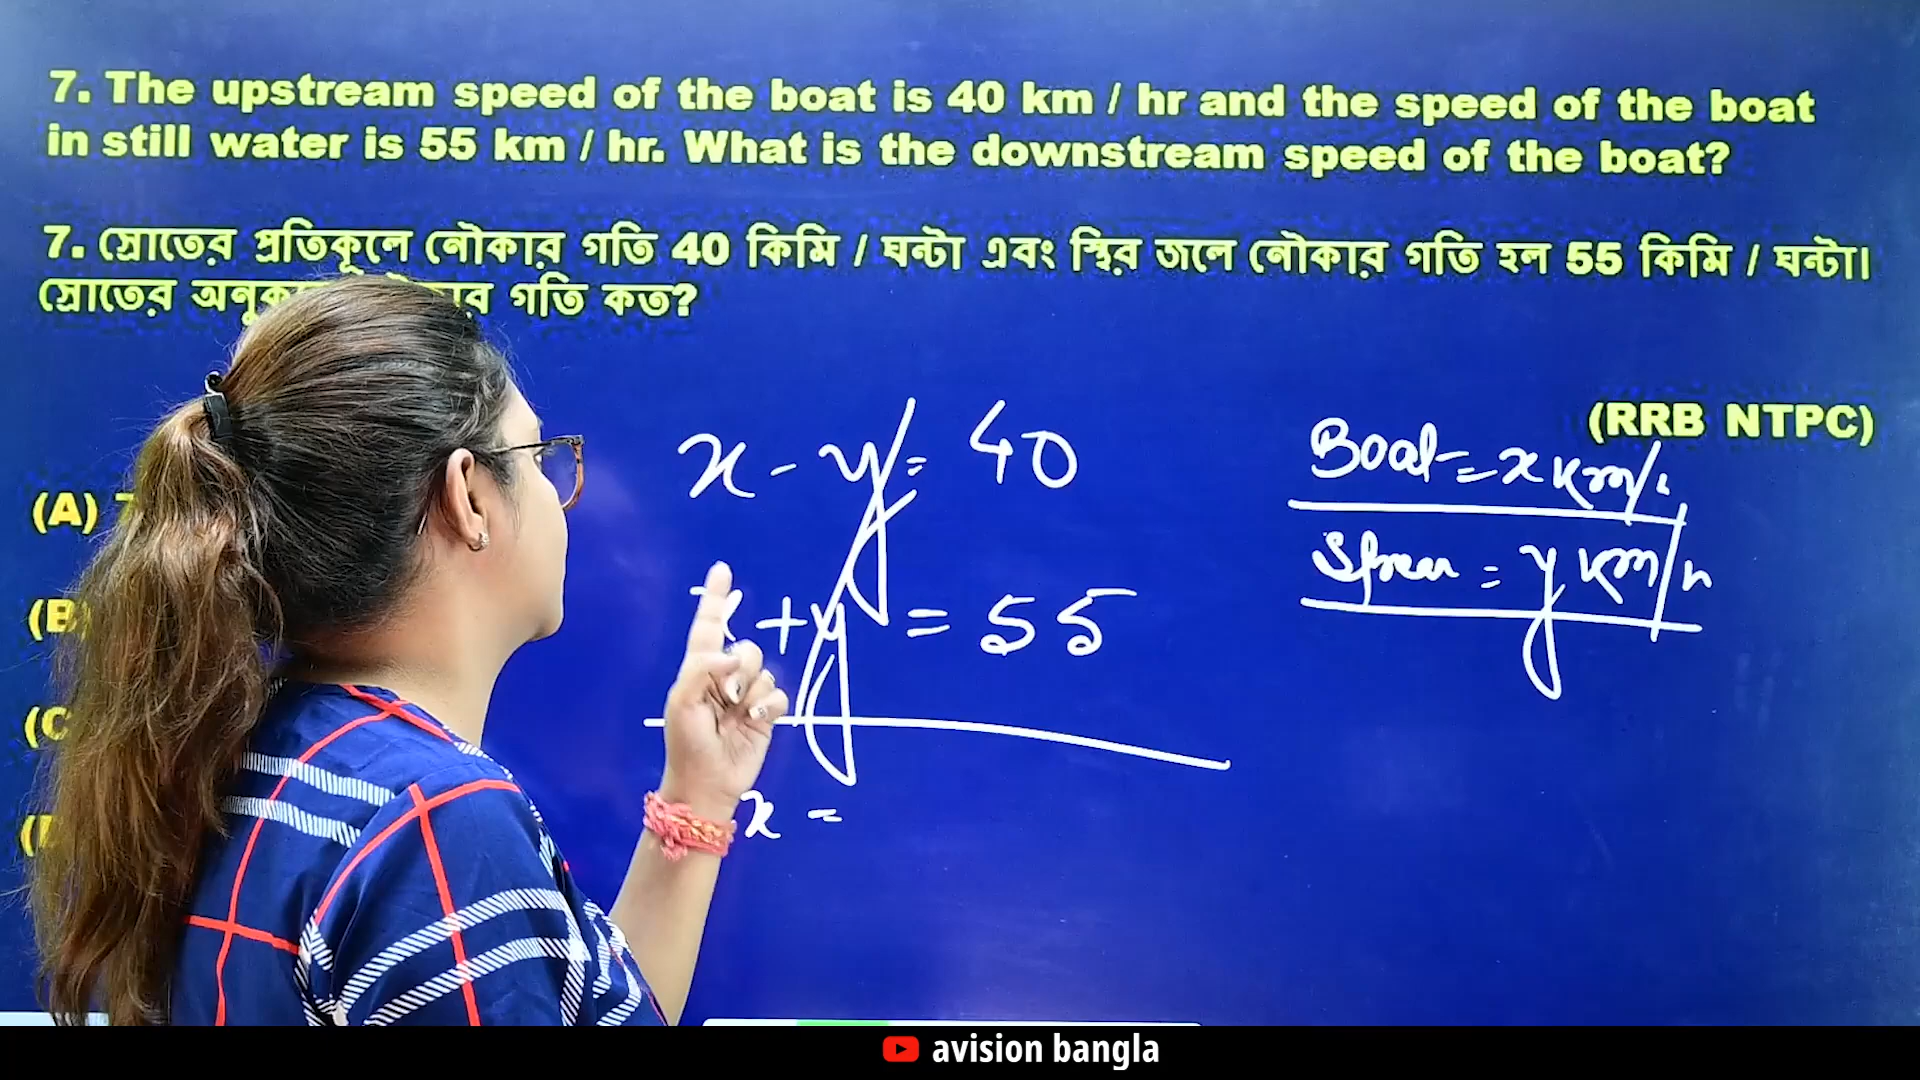 7. The upstream speed of the boat is 40 km / hr and the speed of the boat
in still water is 55 km / hr. What is the downstream speed of the boat?
7. স্রোতের প্রতিকূলে নৌকার গতি 40 কিমি / ঘন্টা এবং স্থির জলে নৌকার গতি হল 55 কিমি / ঘন্টা।
স্রোতের গতি কত?
(RRB NTPC)
(A)
(B)
(C
x - y = 40
x + y = 55
x =
Boat = x km/h
= y km/h
avision bangla